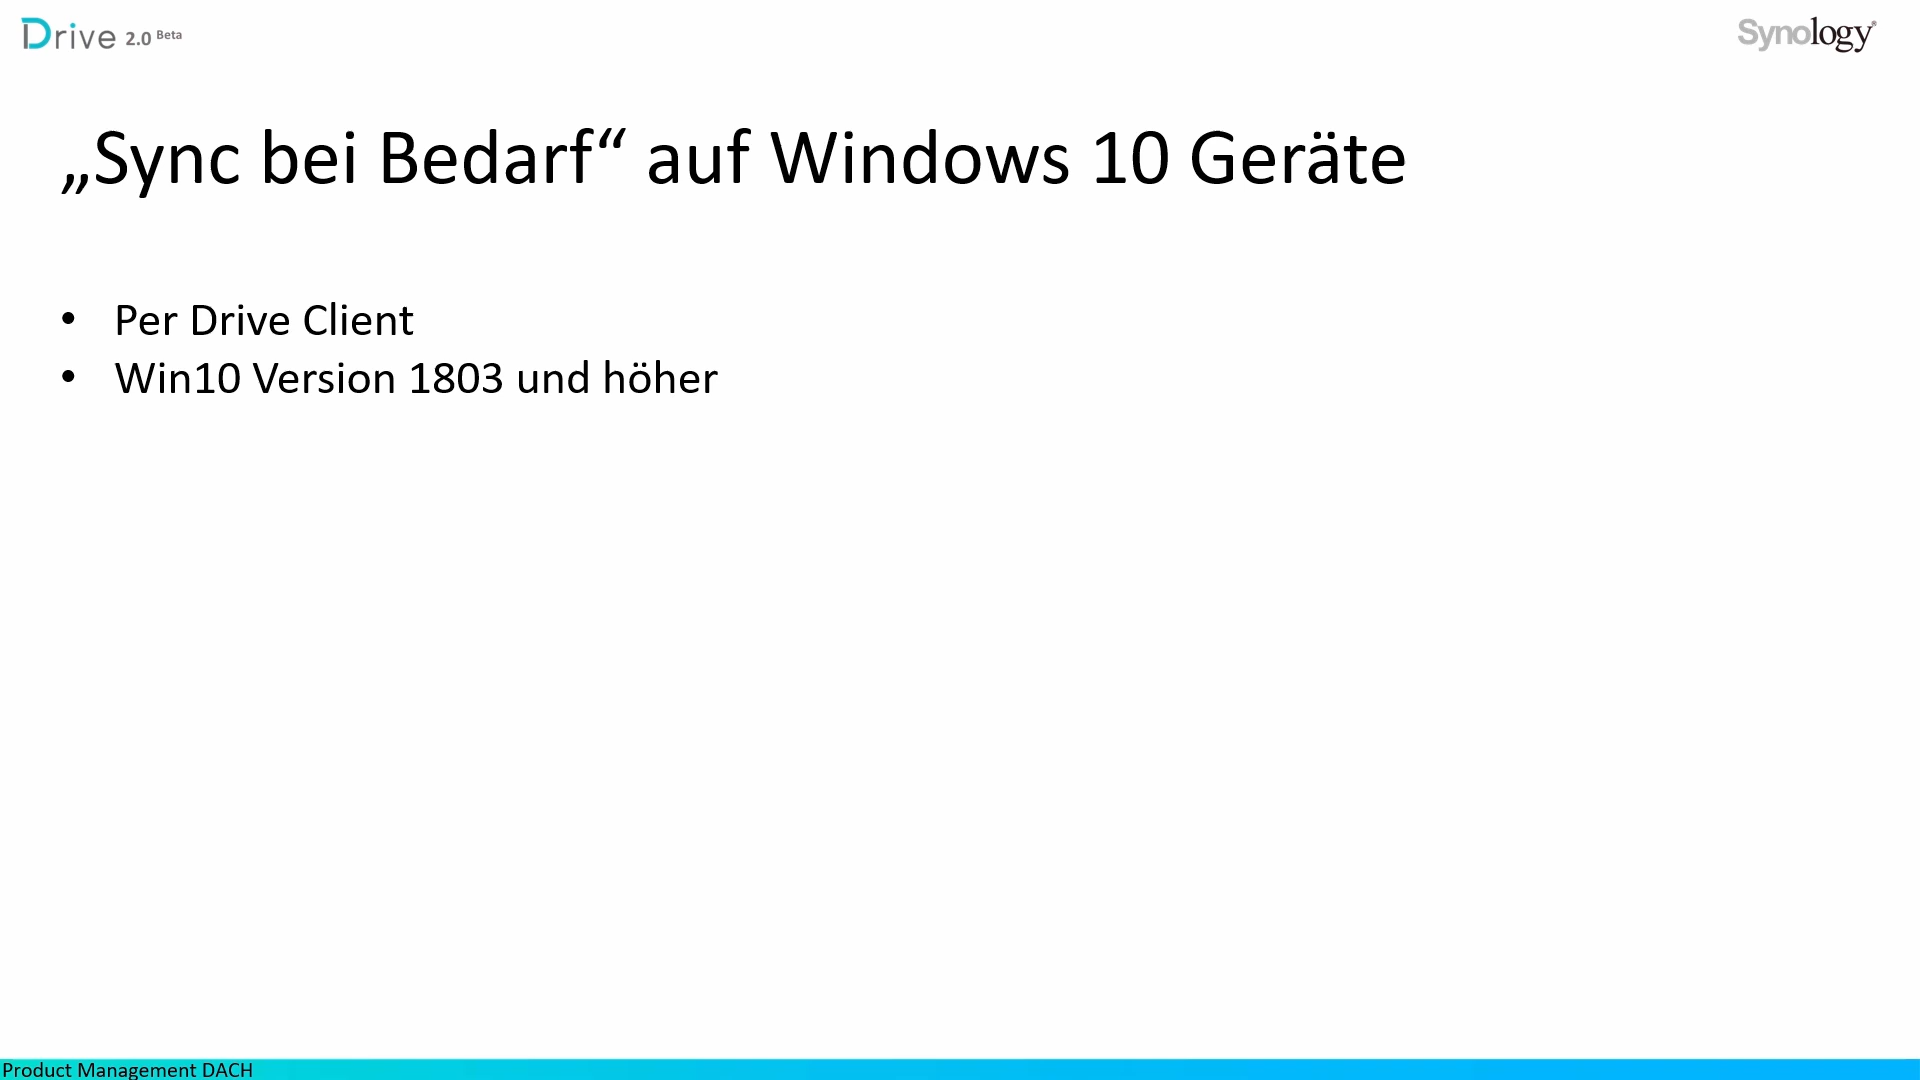 Drive 2.0 Beta
Synology®
„Sync bei Bedarf“ auf Windows 10 Geräte
• Per Drive Client
• Win10 Version 1803 und höher
Product Management DACH